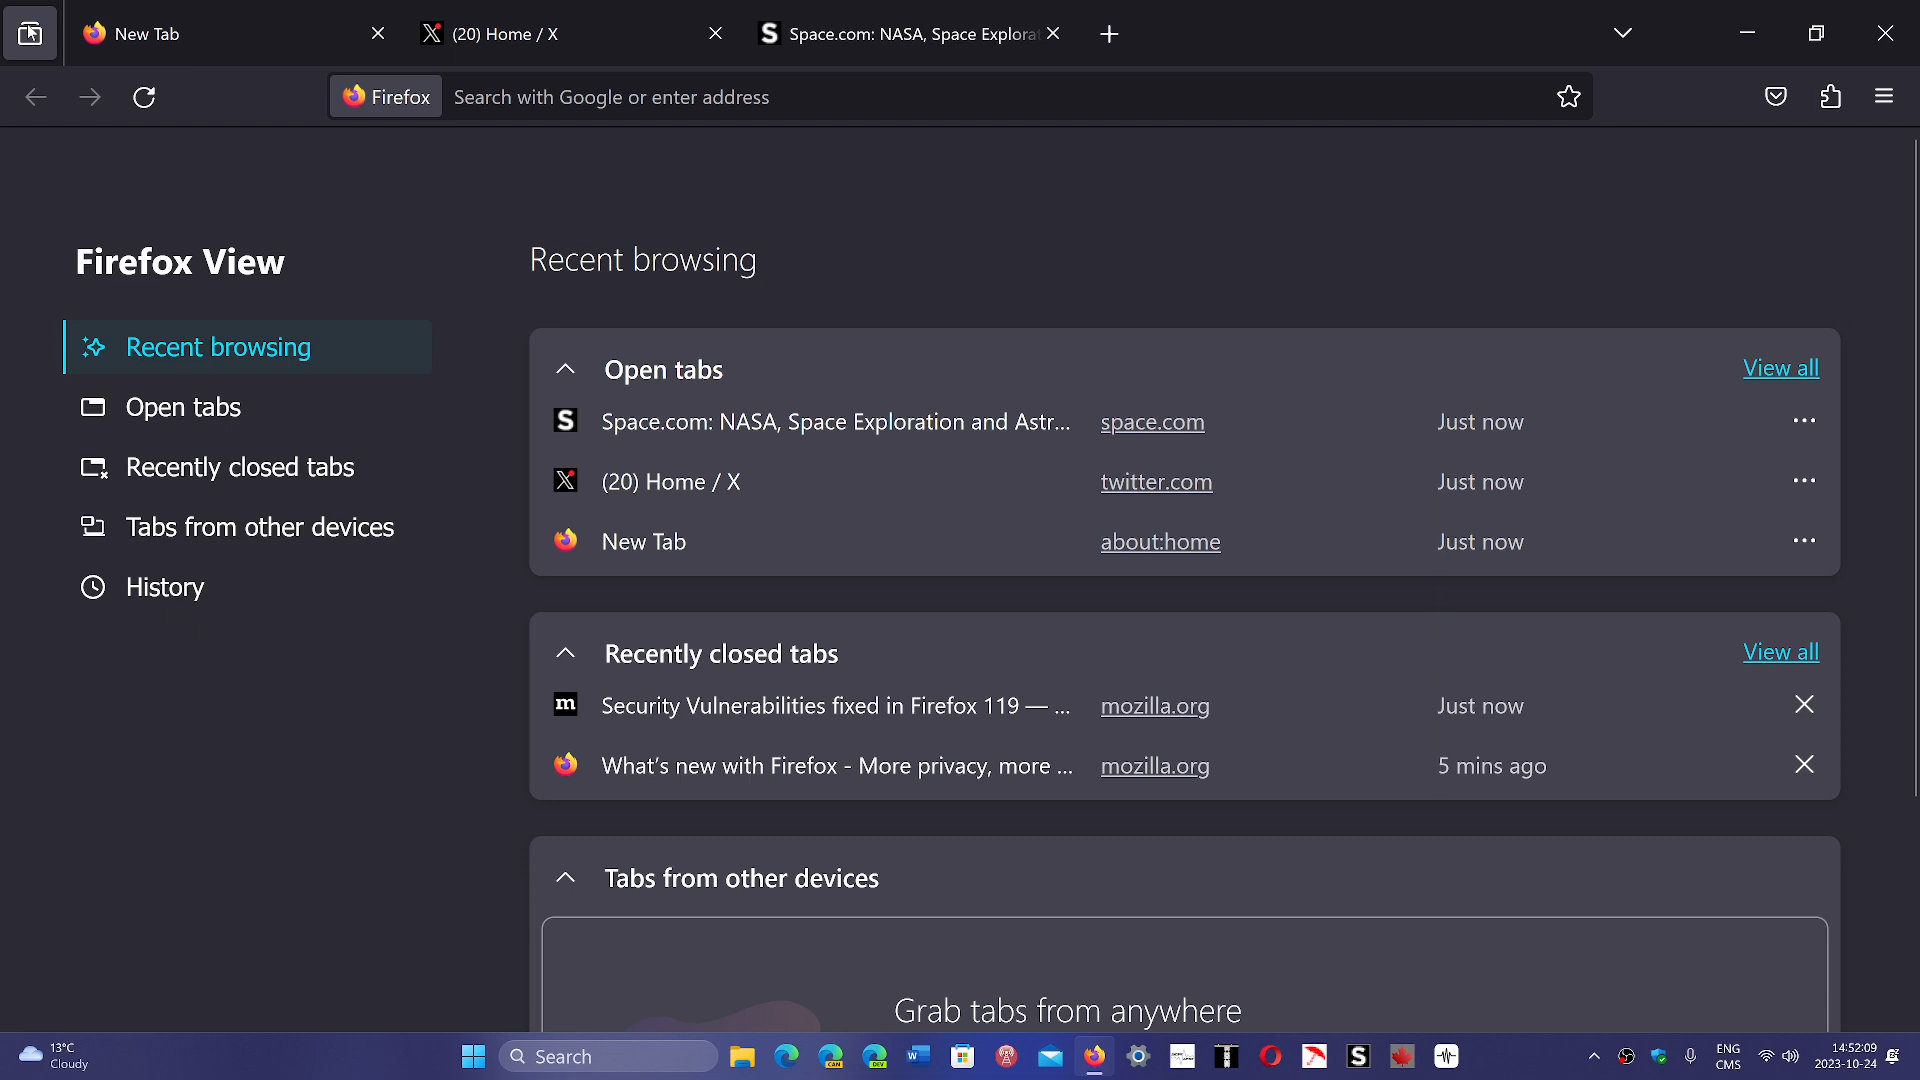 New Tab
(20) Home / X
Space.com: NASA, Space Explorat
Firefox
Search with Google or enter address
Firefox View
Recent browsing
Open tabs
Recently closed tabs
Tabs from other devices
History
Recent browsing
Open tabs
View all
Space.com: NASA, Space Exploration and Astr...
space.com
Just now
(20) Home / X
twitter.com
Just now
New Tab
about:home
Just now
Recently closed tabs
View all
Security Vulnerabilities fixed in Firefox 119 — ...
mozilla.org
Just now
What's new with Firefox - More privacy, more ...
mozilla.org
5 mins ago
Tabs from other devices
Grab tabs from anywhere
13°C
Cloudy
Search
CAN
DEV
ENG
CMS
14:52:09
2023-10-24